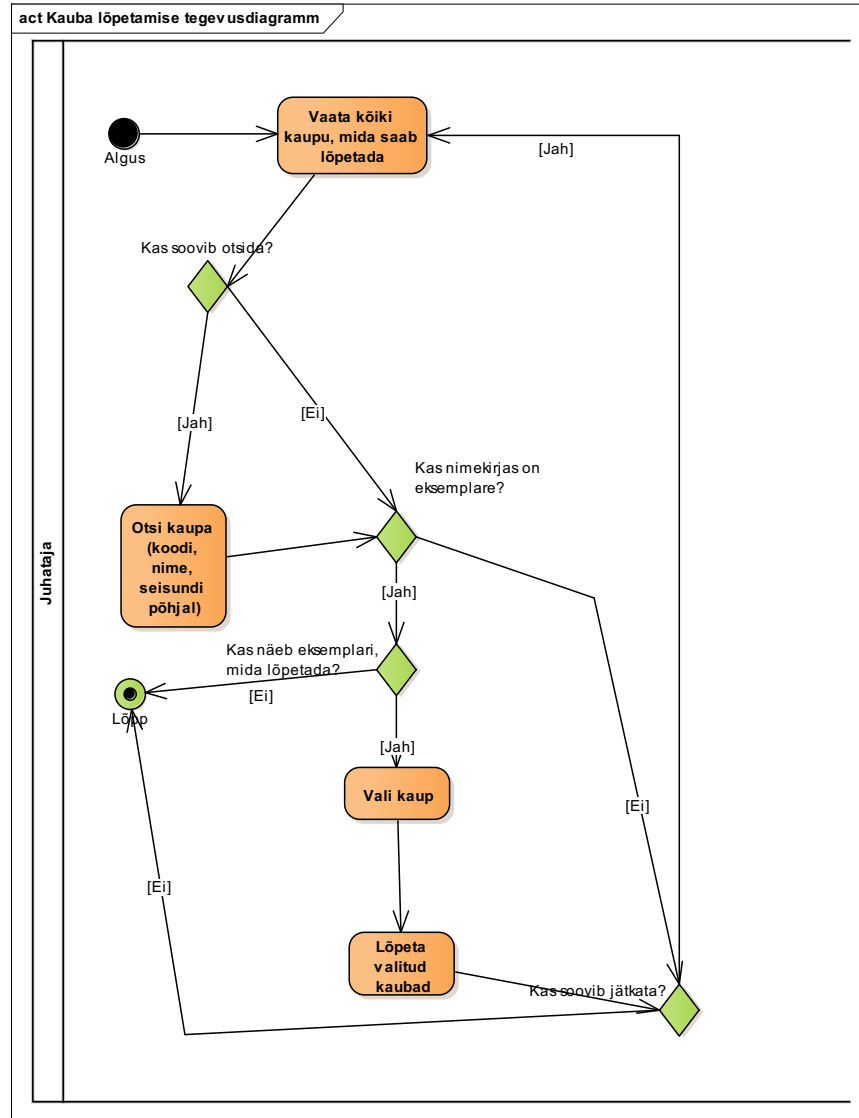 act Kauba lõpetamise tegevusdiagramm
Juhataja
Algus
Vaata kõiki
kaupu, mida saab
lõpetada
[Jah]
Kas soovib otsida?
[Jah]
[Ei]
Kas nimekirjas on
eksemplare?
Otsi kaupa
(koodi,
nime,
seisundi
põhjal)
[Jah]
Kas näeb eksemplari,
mida lõpetada?
[Ei]
Lõpp
[Jah]
Vali kaup
[Ei]
[Ei]
Lõpeta
valitud
kaubad
Kas soovib jätkata?